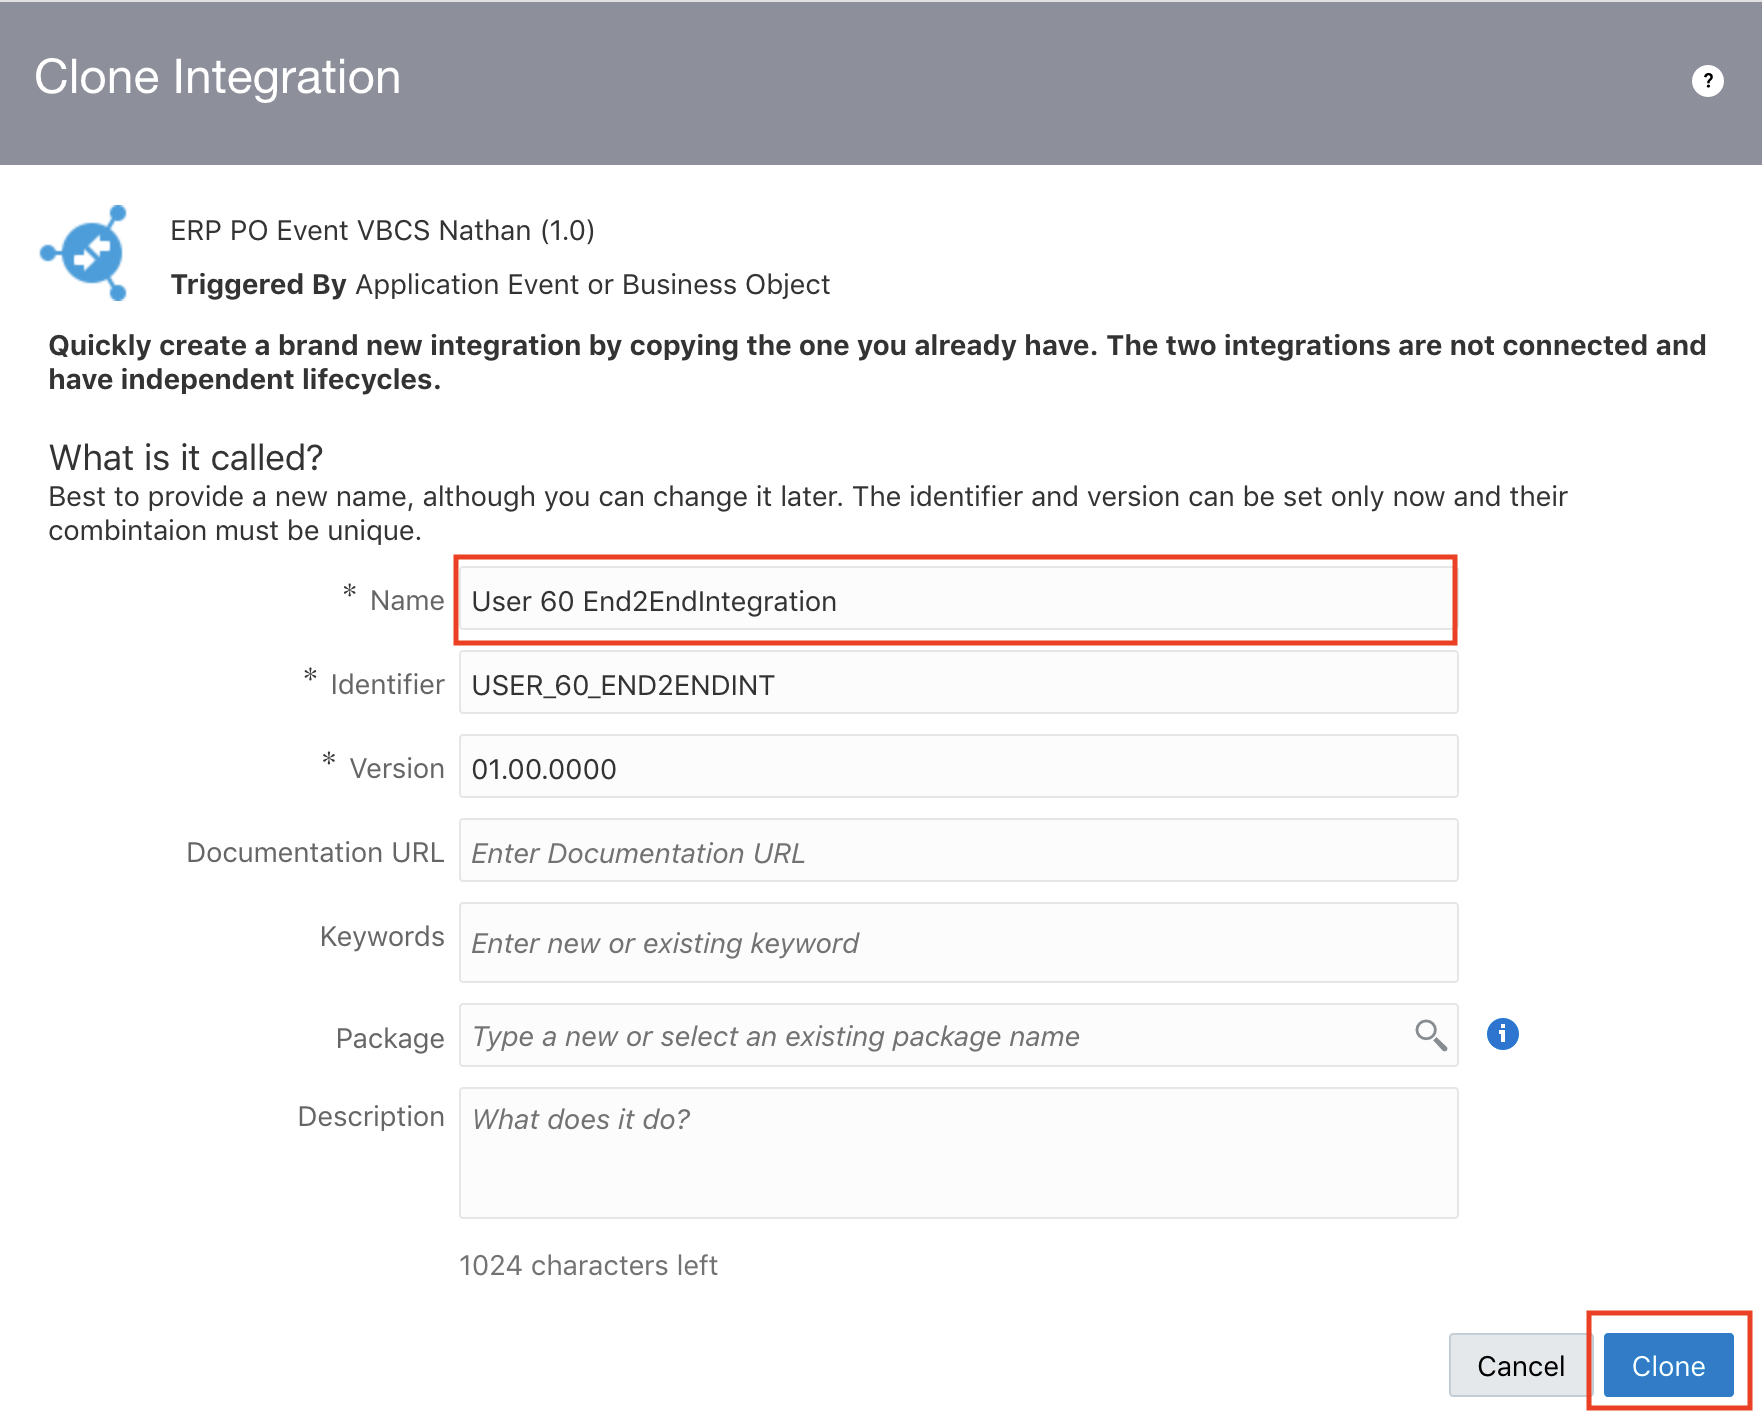 Clone Integration
?
ERP PO Event VBCS Nathan (1.0)
Triggered By Application Event or Business Object
Quickly create a brand new integration by copying the one you already have. The two integrations are not connected and
have independent lifecycles.
What is it called?
Best to provide a new name, although you can change it later. The identifier and version can be set only now and their
combintaion must be unique.
* Name User 60 End2EndIntegration
* Identifier USER_60_END2ENDINT
* Version 01.00.0000
Documentation URL Enter Documentation URL
Keywords Enter new or existing keyword
Package Type a new or select an existing package name i
Description What does it do?
1024 characters left
Cancel Clone